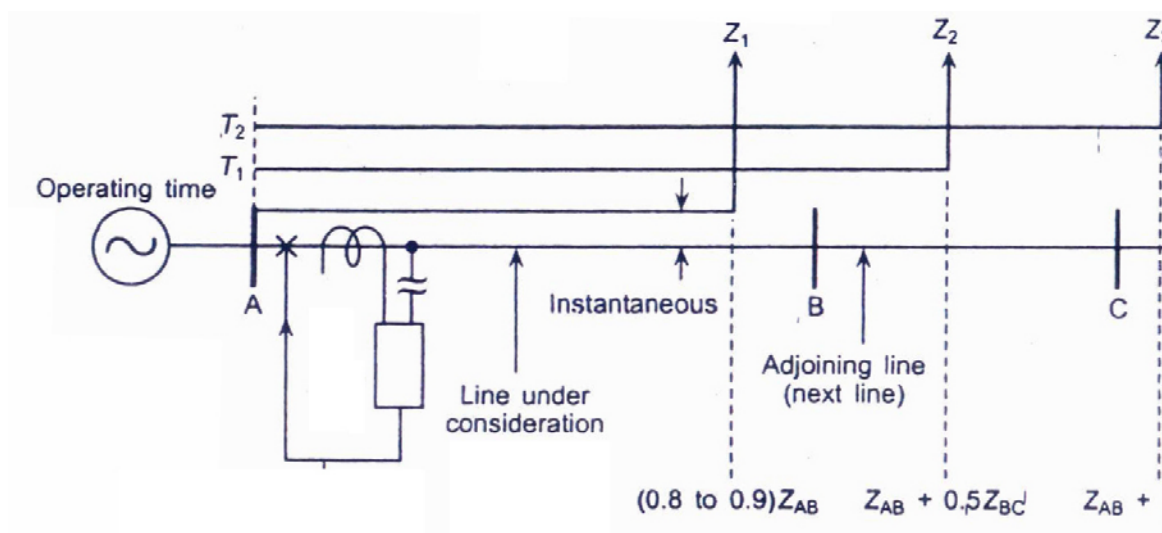 Z1 Z2 Z
T2
T1
Operating time
A
Instantaneous
B
C
Line under
consideration
Adjoining line
(next line)
(0.8 to 0.9)ZAB ZAB + 0.5ZBC ZAB +